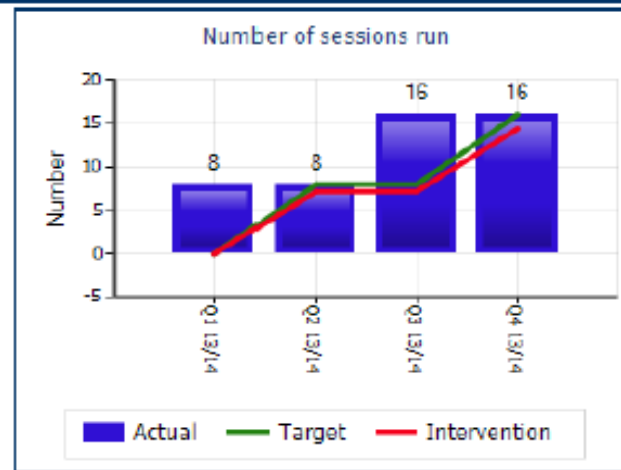 Number of sessions run
20
15
10
5
0
-5
Number
8
8
16
16
Q1 13/14
Q2 13/14
Q3 13/14
Q4 13/14
Actual
Target
Intervention